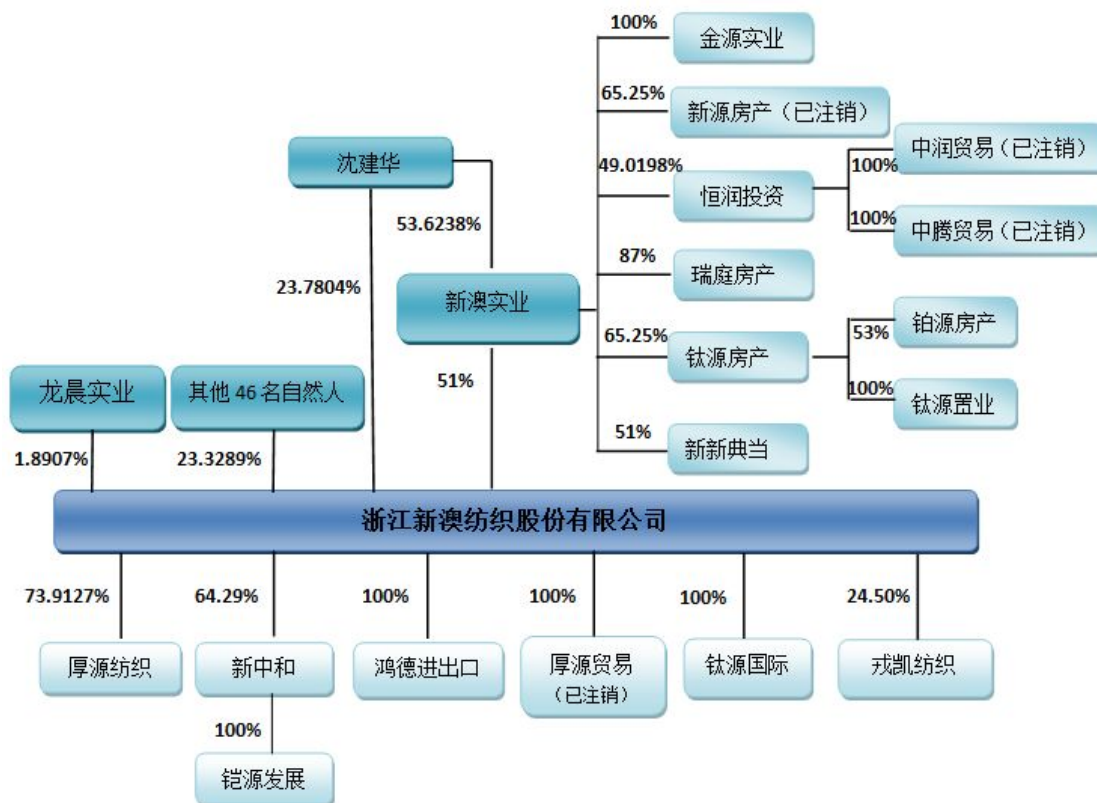 100%
金源实业
65.25%
新源房产（已注销）
沈建华
49.0198%
恒润投资
100%
中润贸易（已注销）
100%
中腾贸易（已注销）
53.6238%
23.7804%
新澳实业
87%
瑞庭房产
65.25%
钛源房产
53%
铂源房产
100%
钛源置业
51%
51%
新新典当
龙晨实业
其他 46 名自然人
1.8907%
23.3289%
浙江新澳纺织股份有限公司
73.9127%
64.29%
100%
100%
100%
24.50%
厚源纺织
新中和
鸿德进出口
厚源贸易
（已注销）
钛源国际
戎凯纺织
100%
铠源发展